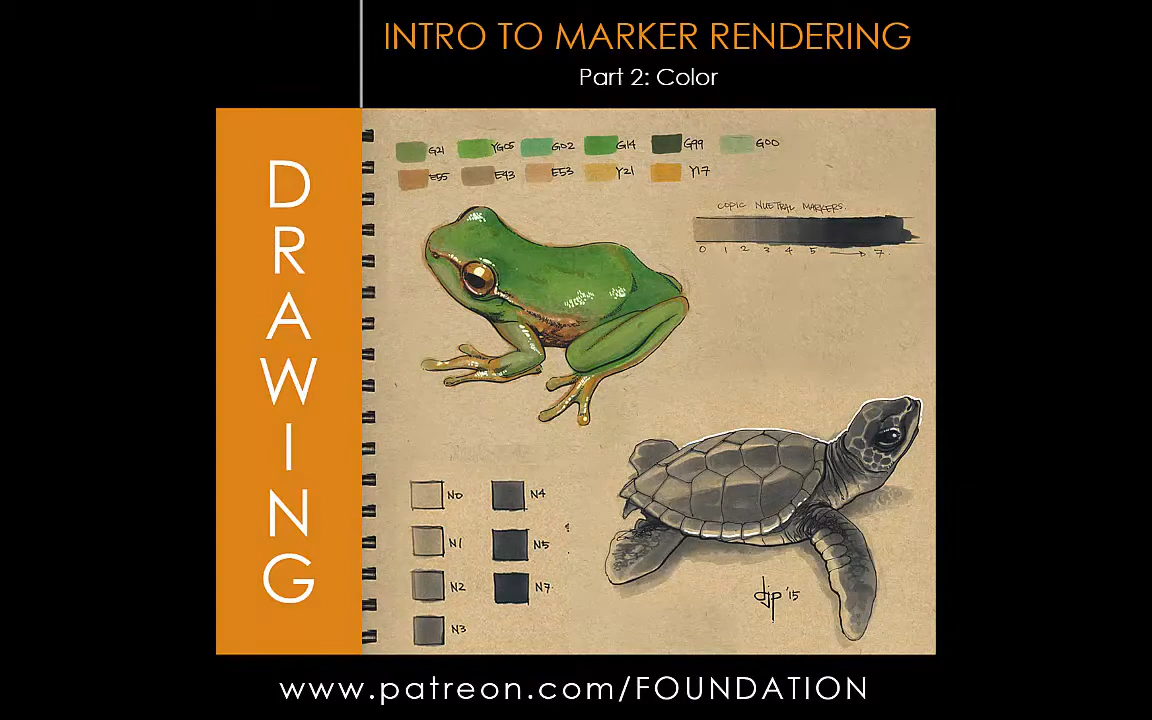 INTRO TO MARKER RENDERING
Part 2: Color
DRAWING
G21 YG05 G02 G14 G99 G00
E55 E43 E53 Y21 Y17
COPIC NUETRAL MARKERS.
0 1 2 3 4 5 7
N0 N4
N1 N5
N2 N7
N3
djp '15
www.patreon.com/FOUNDATION